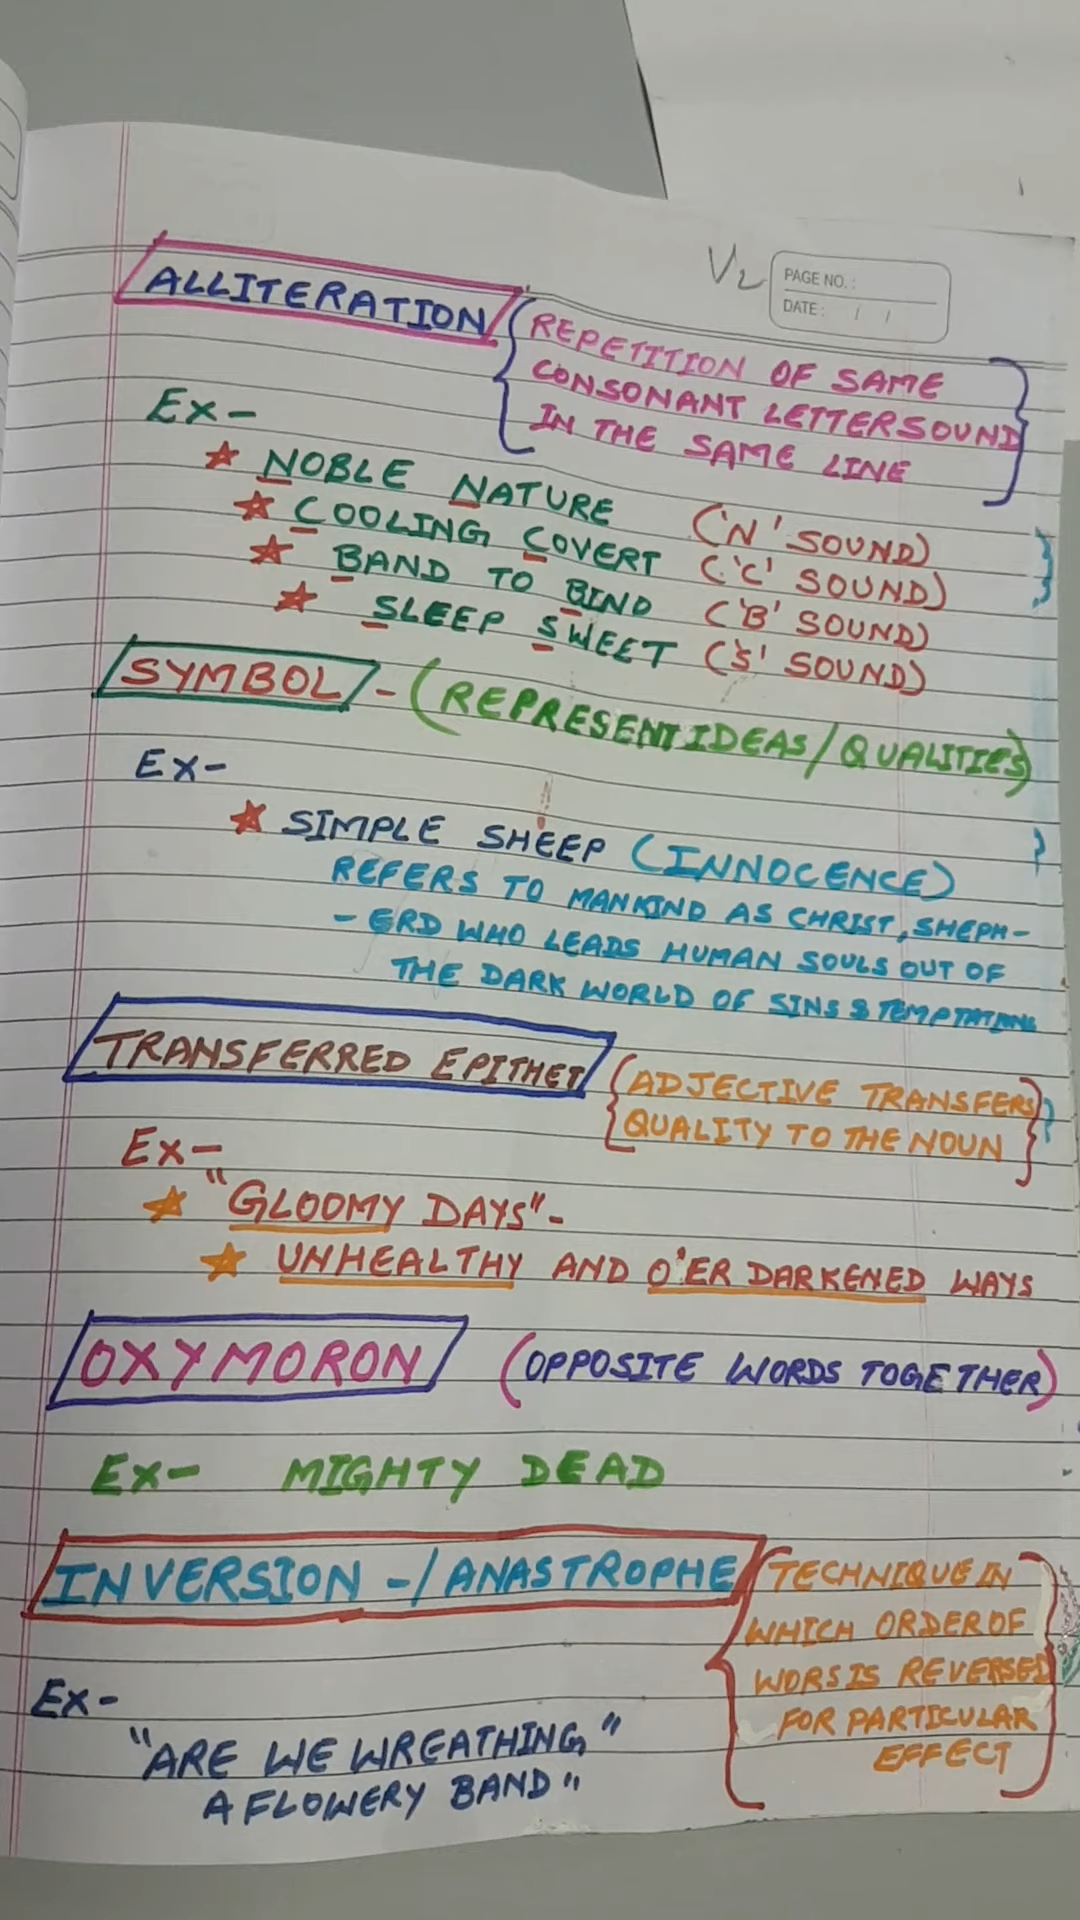 V2
PAGE NO. :
DATE : / /
ALLITERATION
REPETITION OF SAME
CONSONANT LETTERSOUND
IN THE SAME LINE
Ex-
NOBLE NATURE ('N' SOUND)
COOLING COVERT ('C' SOUND)
BAND TO BIND ('B' SOUND)
SLEEP SWEET ('S' SOUND)
SYMBOL - (REPRESENT IDEAS/QUALITIES)
Ex-
SIMPLE SHEEP (INNOCENCE)
REFERS TO MANKIND AS CHRIST, SHEPH-
- ERD WHO LEADS HUMAN SOULS OUT OF
THE DARK WORLD OF SINS & TEMPTATIONS
TRANSFERRED EPITHET
ADJECTIVE TRANSFERS
QUALITY TO THE NOUN
Ex-
"GLOOMY DAYS"-
UNHEALTHY AND O'ER DARKENED WAYS
OXYMORON (OPPOSITE WORDS TOGETHER)
Ex- MIGHTY DEAD
INVERSION -/ANASTROPHE
TECHNIQUE IN
WHICH ORDER OF
WORS IS REVERSED
FOR PARTICULAR
EFFECT
Ex-
"ARE WE WREATHING"
A FLOWERY BAND"